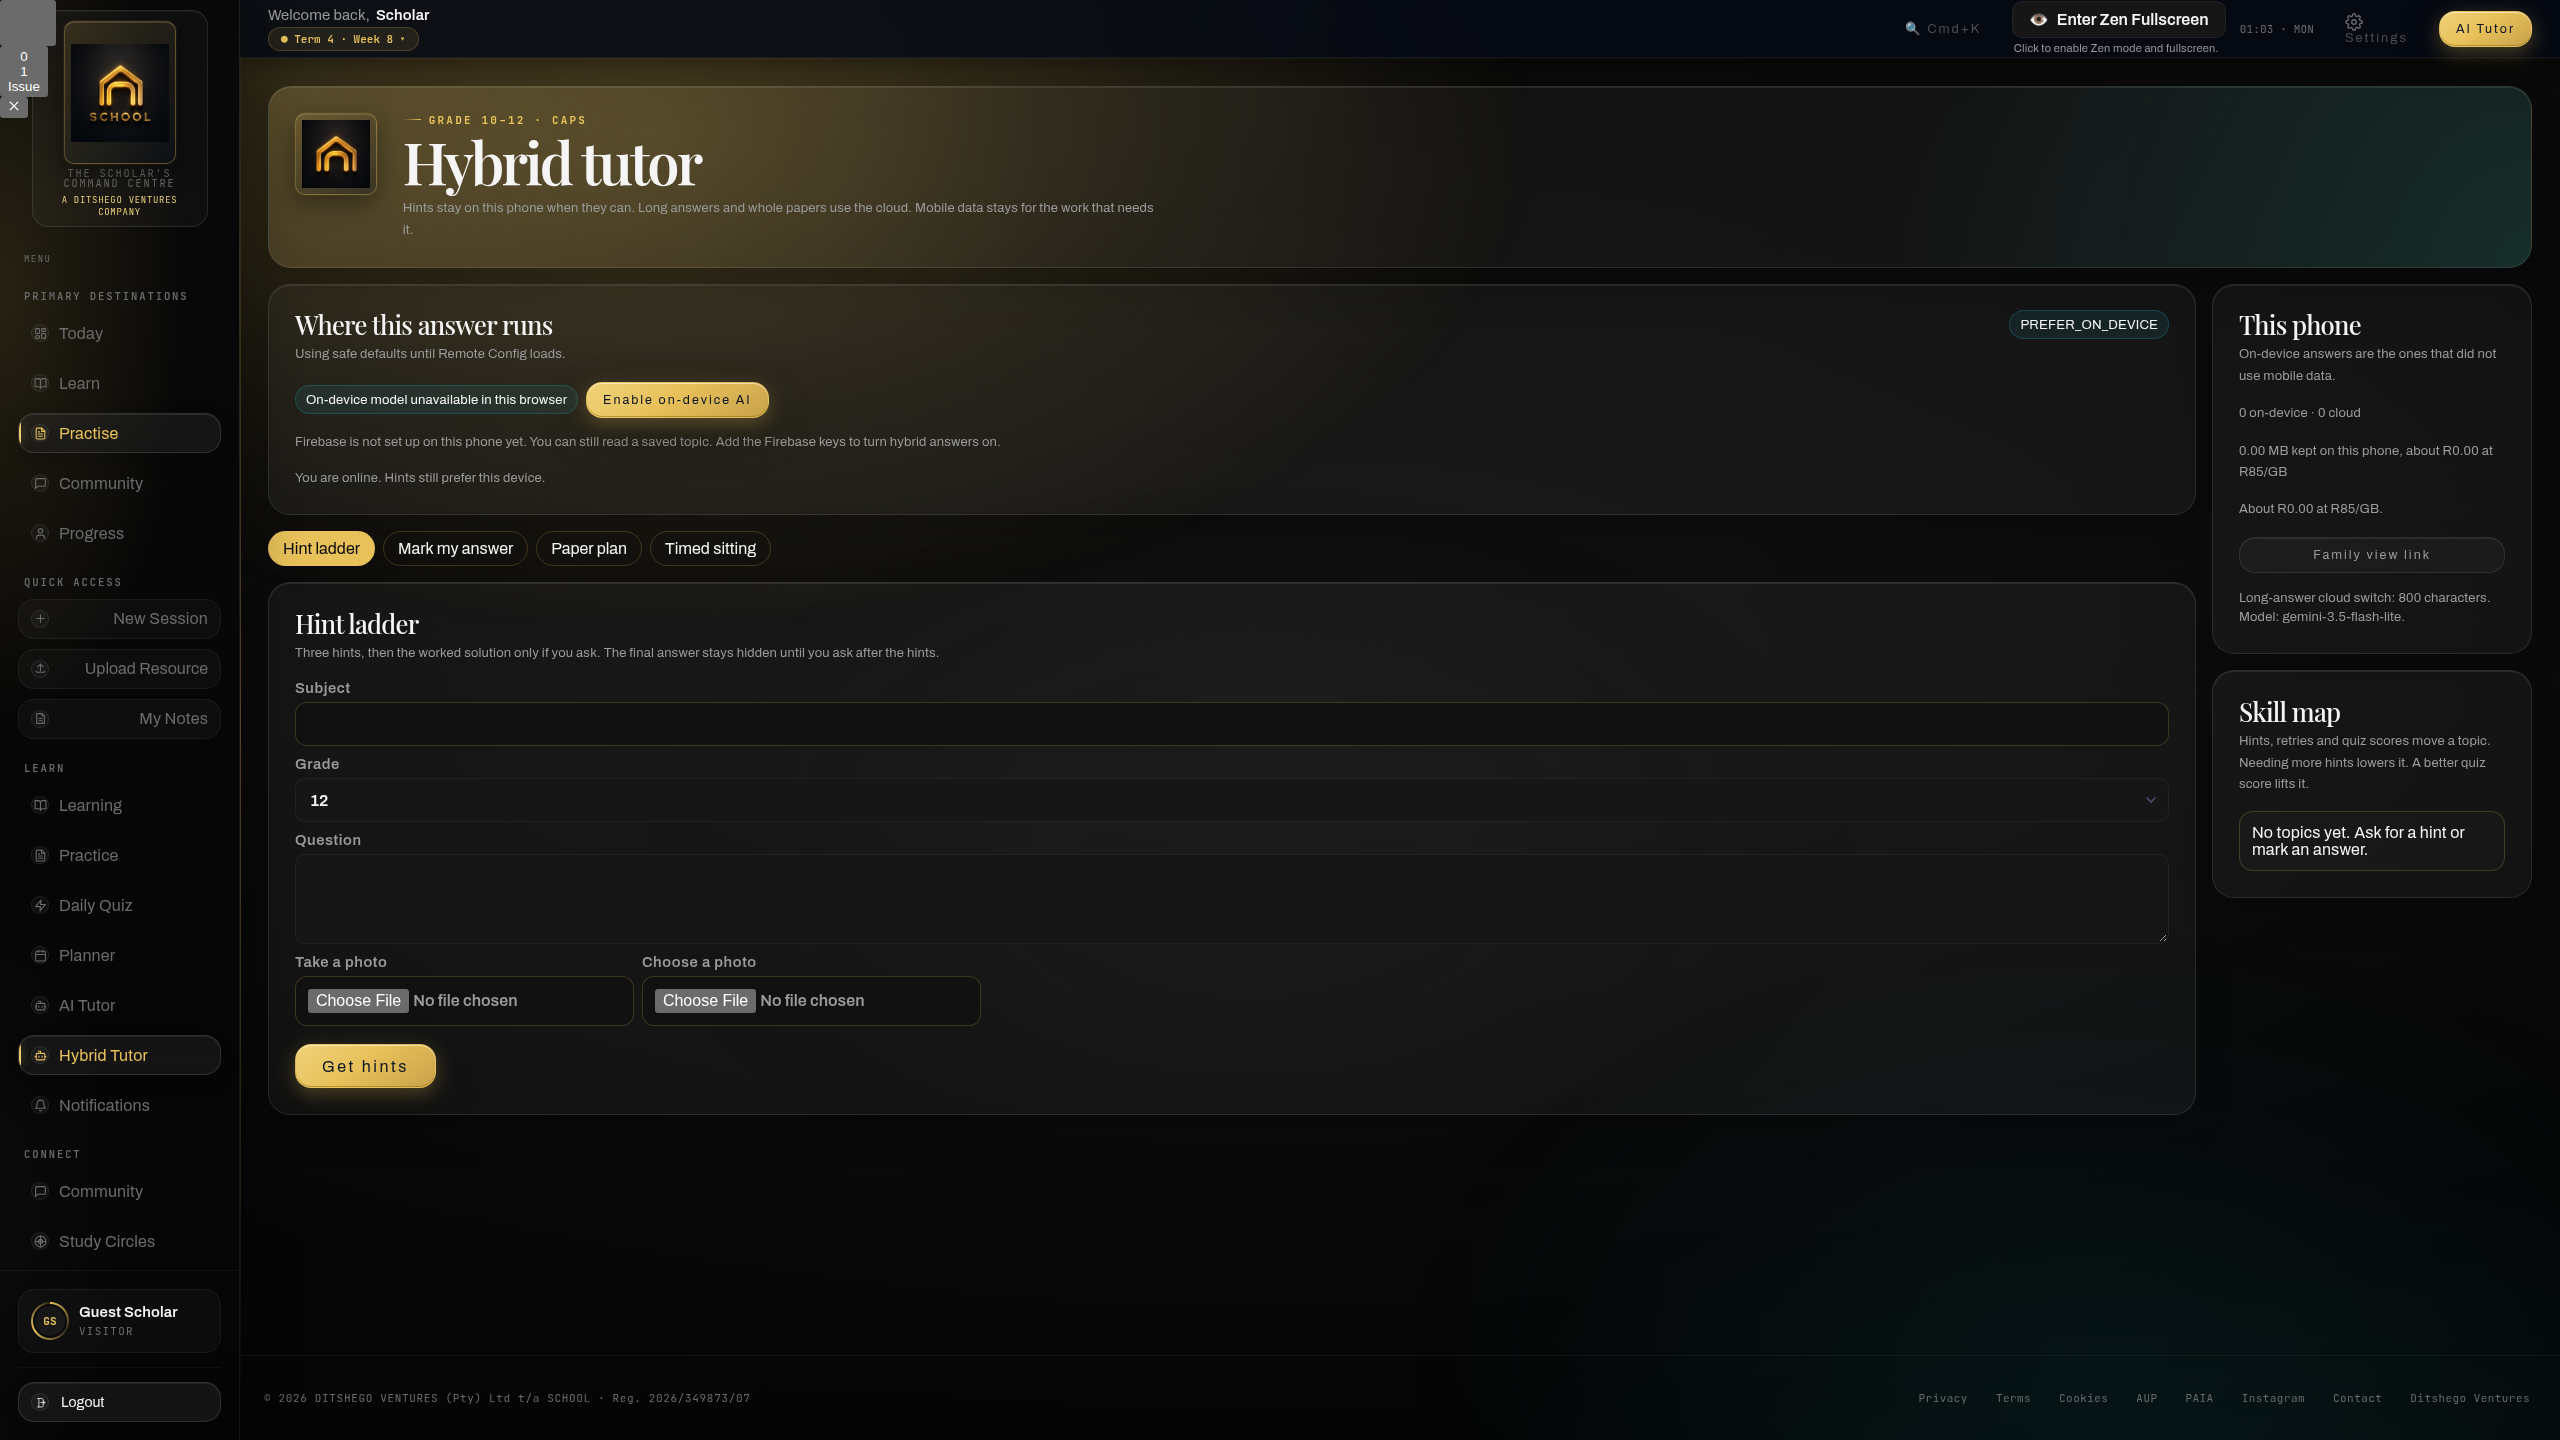 0
1
Issue
SCHOOL
THE SCHOLAR'S
COMMAND CENTRE
A DITSHEGO VENTURES
COMPANY
MENU
PRIMARY DESTINATIONS
Today
Learn
Practise
Community
Progress
QUICK ACCESS
New Session
Upload Resource
My Notes
LEARN
Learning
Practice
Daily Quiz
Planner
AI Tutor
Hybrid Tutor
Notifications
CONNECT
Community
Study Circles
GS
Guest Scholar
VISITOR
Logout
Welcome back, Scholar
Term 4 · Week 8
Cmd+K
Enter Zen Fullscreen
Click to enable Zen mode and fullscreen.
01:03 · MON
Settings
AI Tutor
GRADE 10–12 · CAPS
Hybrid tutor
Hints stay on this phone when they can. Long answers and whole papers use the cloud. Mobile data stays for the work that needs
it.
Where this answer runs
PREFER_ON_DEVICE
Using safe defaults until Remote Config loads.
On-device model unavailable in this browser
Enable on-device AI
Firebase is not set up on this phone yet. You can still read a saved topic. Add the Firebase keys to turn hybrid answers on.
You are online. Hints still prefer this device.
Hint ladder
Mark my answer
Paper plan
Timed sitting
Hint ladder
Three hints, then the worked solution only if you ask. The final answer stays hidden until you ask after the hints.
Subject
Grade
12
Question
Take a photo
Choose a photo
Choose File No file chosen
Choose File No file chosen
Get hints
This phone
On-device answers are the ones that did not
use mobile data.
0 on-device · 0 cloud
0.00 MB kept on this phone, about R0.00 at
R85/GB
About R0.00 at R85/GB.
Family view link
Long-answer cloud switch: 800 characters.
Model: gemini-3.5-flash-lite.
Skill map
Hints, retries and quiz scores move a topic.
Needing more hints lowers it. A better quiz
score lifts it.
No topics yet. Ask for a hint or
mark an answer.
© 2026 DITSHEGO VENTURES (Pty) Ltd t/a SCHOOL · Reg. 2026/349873/07
Privacy
Terms
Cookies
AUP
PAIA
Instagram
Contact
Ditshego Ventures